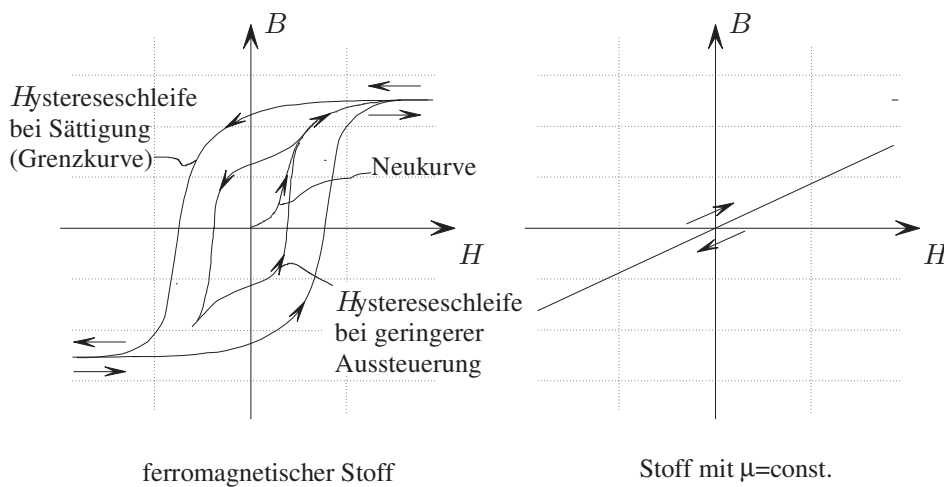 B
Hystereseschleife
bei Sättigung
(Grenzkurve)
Neukurve
H
Hystereseschleife
bei geringerer
Aussteuerung
ferromagnetischer Stoff
B
H
Stoff mit μ=const.